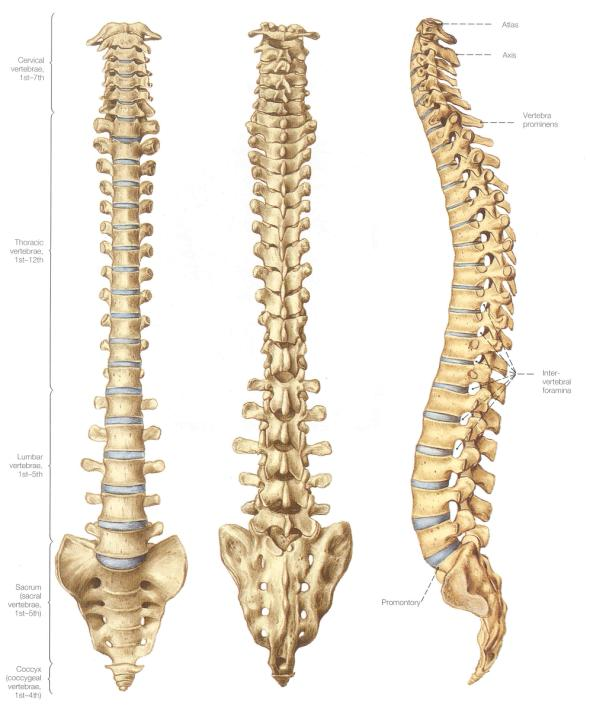 Cervical
vertebrae,
1st–7th
Thoracic
vertebrae,
1st–12th
Lumbar
vertebrae,
1st–5th
Sacrum
(sacral
vertebrae,
1st–5th)
Coccyx
(coccygeal
vertebrae,
1st–4th)
Atlas
Axis
Vertebra
prominens
Inter-
vertebral
foramina
Promontory